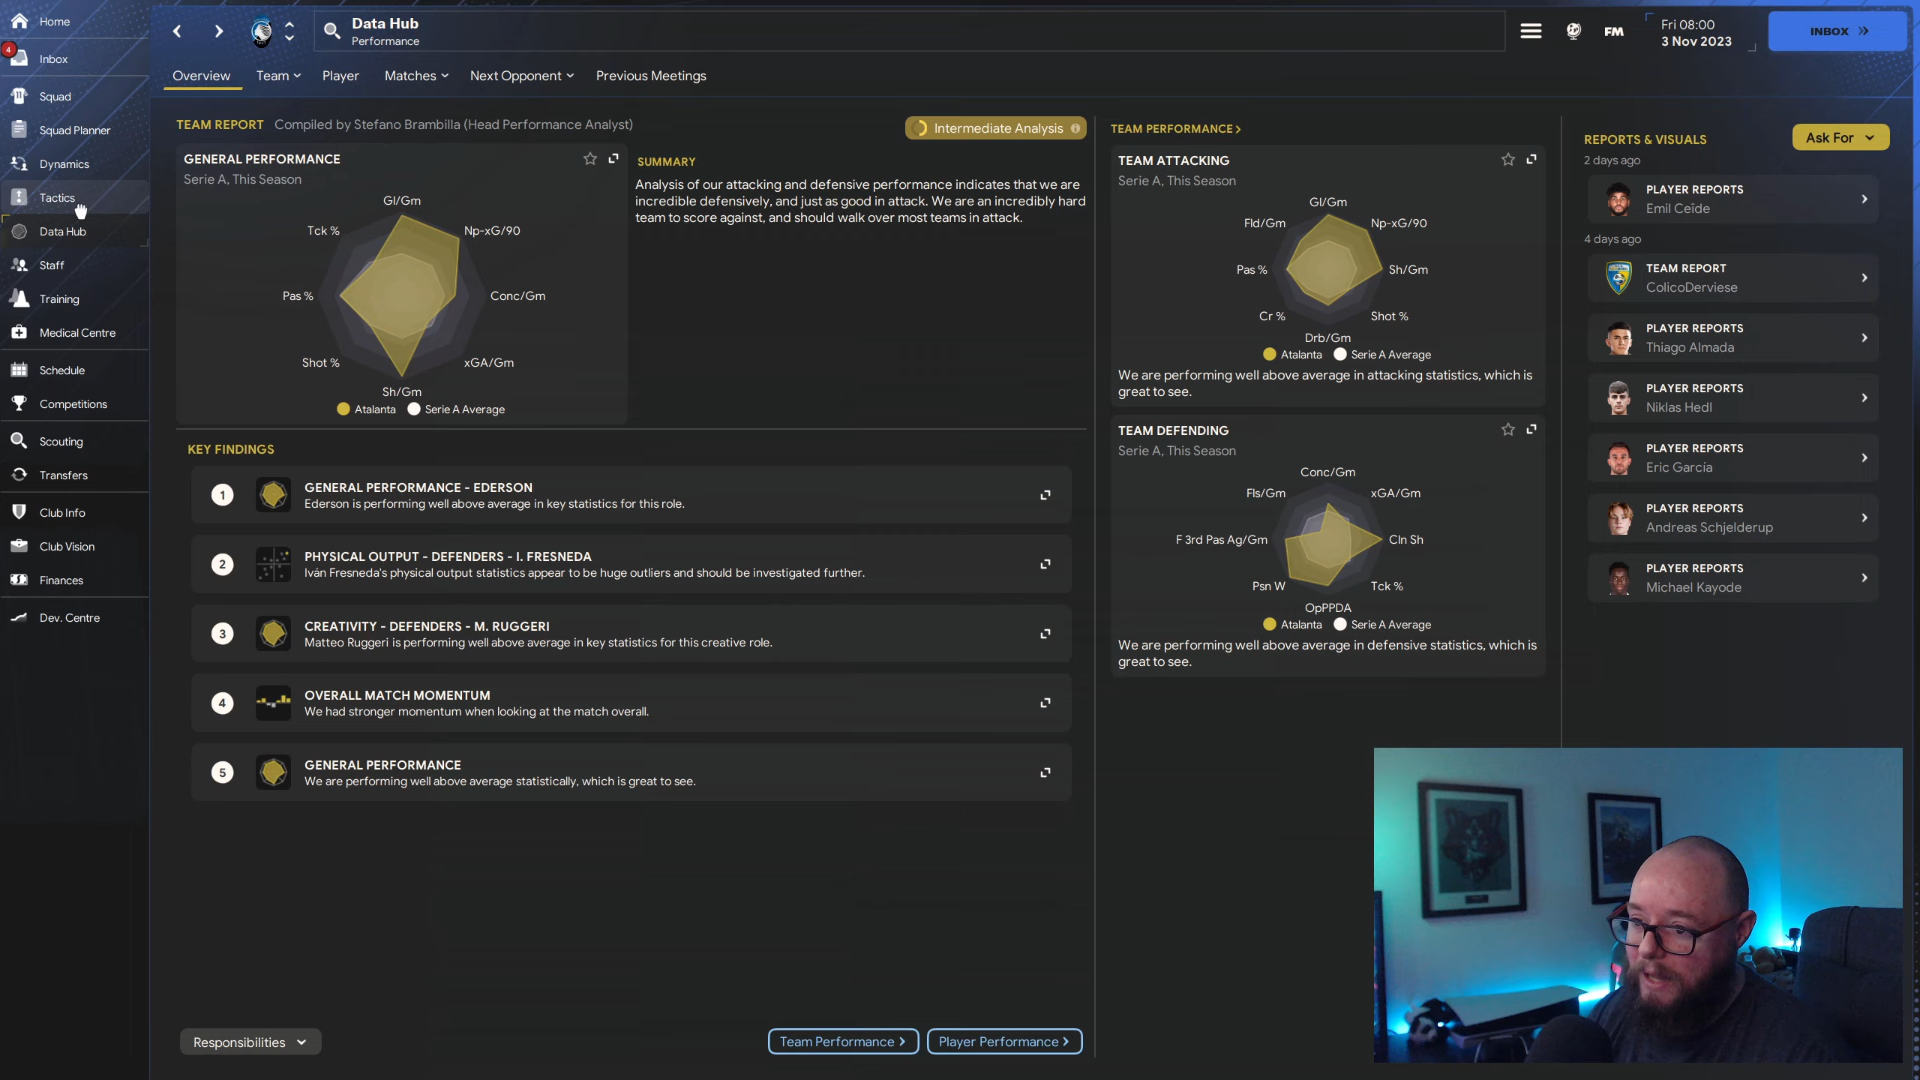 Home
4
Inbox
Squad
Squad Planner
Dynamics
Tactics
Data Hub
Staff
Training
Medical Centre
Schedule
Competitions
Scouting
Transfers
Club Info
Club Vision
Finances
Dev. Centre
Data Hub
Performance
FM
Fri 08:00
3 Nov 2023
INBOX
Overview
Team
Player
Matches
Next Opponent
Previous Meetings
TEAM REPORT Compiled by Stefano Brambilla (Head Performance Analyst)
Intermediate Analysis
GENERAL PERFORMANCE
Serie A, This Season
Gl/Gm
Tck %
Np-xG/90
Pas %
Conc/Gm
Shot %
xGA/Gm
Sh/Gm
Atalanta
Serie A Average
SUMMARY
Analysis of our attacking and defensive performance indicates that we are
incredible defensively, and just as good in attack. We are an incredibly hard
team to score against, and should walk over most teams in attack.
KEY FINDINGS
1
GENERAL PERFORMANCE - EDERSON
Ederson is performing well above average in key statistics for this role.
2
PHYSICAL OUTPUT - DEFENDERS - I. FRESNEDA
Iván Fresneda's physical output statistics appear to be huge outliers and should be investigated further.
3
CREATIVITY - DEFENDERS - M. RUGGERI
Matteo Ruggeri is performing well above average in key statistics for this creative role.
4
OVERALL MATCH MOMENTUM
We had stronger momentum when looking at the match overall.
5
GENERAL PERFORMANCE
We are performing well above average statistically, which is great to see.
Responsibilities
Team Performance >
Player Performance >
TEAM PERFORMANCE >
TEAM ATTACKING
Serie A, This Season
Gl/Gm
Fld/Gm
Np-xG/90
Pas %
Sh/Gm
Cr %
Shot %
Drb/Gm
Atalanta
Serie A Average
We are performing well above average in attacking statistics, which is
great to see.
TEAM DEFENDING
Serie A, This Season
Conc/Gm
Fls/Gm
xGA/Gm
F 3rd Pas Ag/Gm
Cln Sh
Psn W
Tck %
OpPPDA
Atalanta
Serie A Average
We are performing well above average in defensive statistics, which is
great to see.
REPORTS & VISUALS
Ask For
2 days ago
PLAYER REPORTS
Emil Ceïde
4 days ago
TEAM REPORT
ColicoDerviese
PLAYER REPORTS
Thiago Almada
PLAYER REPORTS
Niklas Hedl
PLAYER REPORTS
Eric Garcia
PLAYER REPORTS
Andreas Schjelderup
PLAYER REPORTS
Michael Kayode